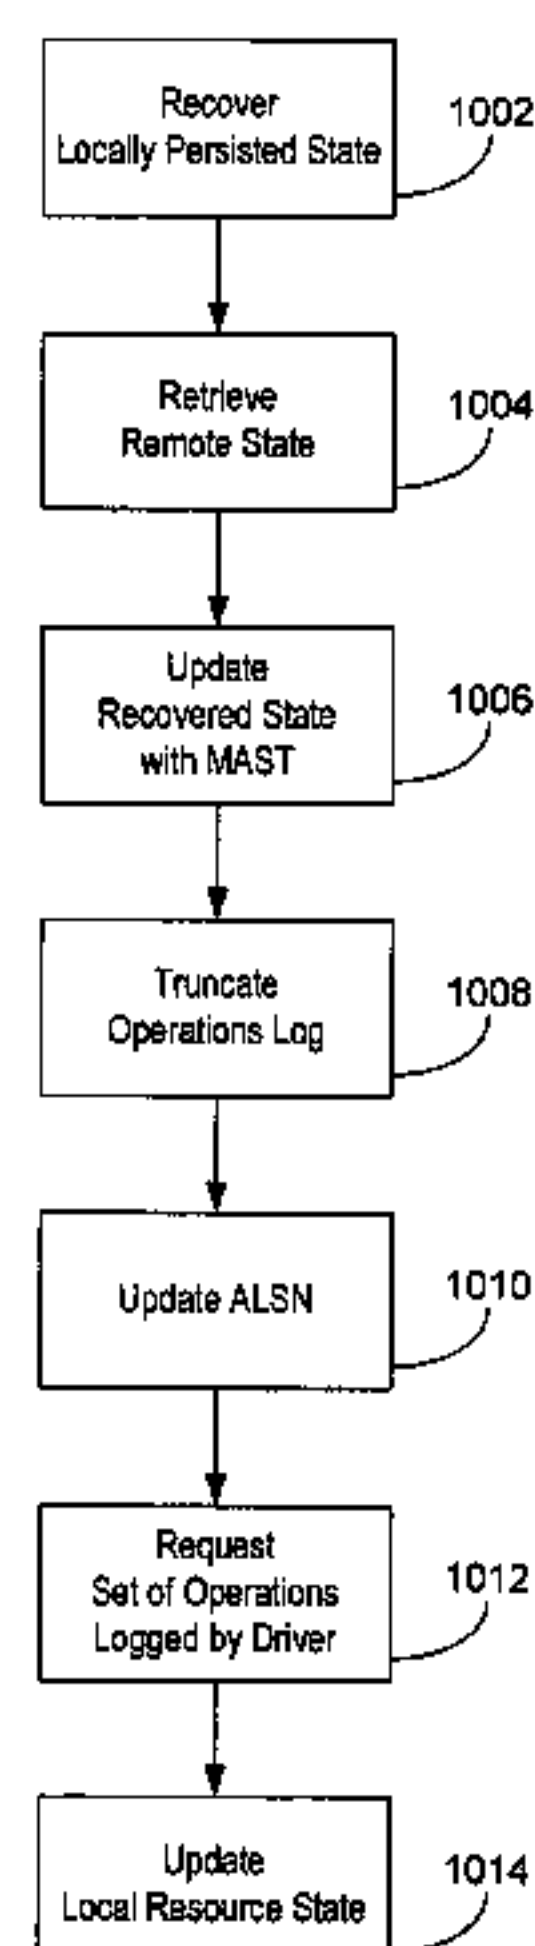 Recover
Locally Persisted State
1002
Retrieve
Remote State
1004
Update
Recovered State
with MAST
1006
Truncate
Operations Log
1008
Update ALSN
1010
Request
Set of Operations
Logged by Driver
1012
Update
Local Resource State
1014